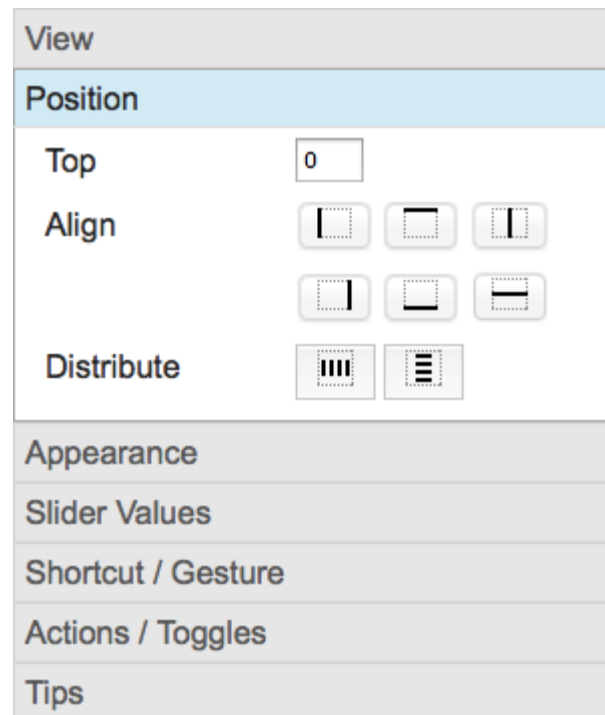 View
Position
Top 0
Align
Distribute
Appearance
Slider Values
Shortcut / Gesture
Actions / Toggles
Tips